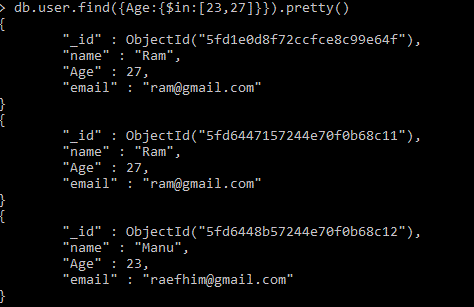 > db.user.find({Age:{$in:[23,27]}}).pretty()
{
        "_id" : ObjectId("5fd1e0d8f72ccfce8c99e64f"),
        "name" : "Ram",
        "Age" : 27,
        "email" : "ram@gmail.com"
}
{
        "_id" : ObjectId("5fd6447157244e70f0b68c11"),
        "name" : "Ram",
        "Age" : 27,
        "email" : "ram@gmail.com"
}
{
        "_id" : ObjectId("5fd6448b57244e70f0b68c12"),
        "name" : "Manu",
        "Age" : 23,
        "email" : "raefhim@gmail.com"
}